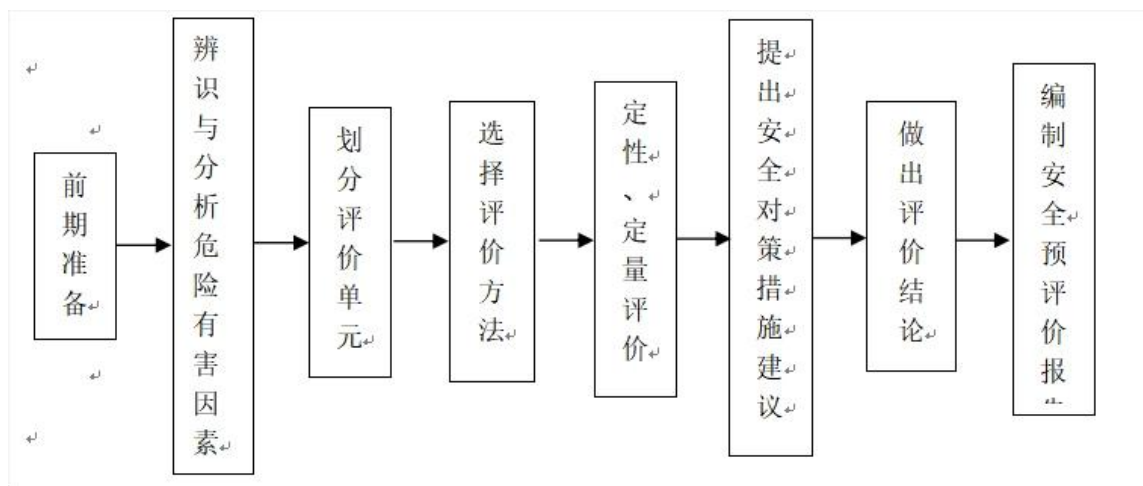 前期准备
辨识与分析危险有害因素
划分评价单元
选择评价方法
定性、定量评价
提出安全对策措施建议
做出评价结论
编制安全预评价报